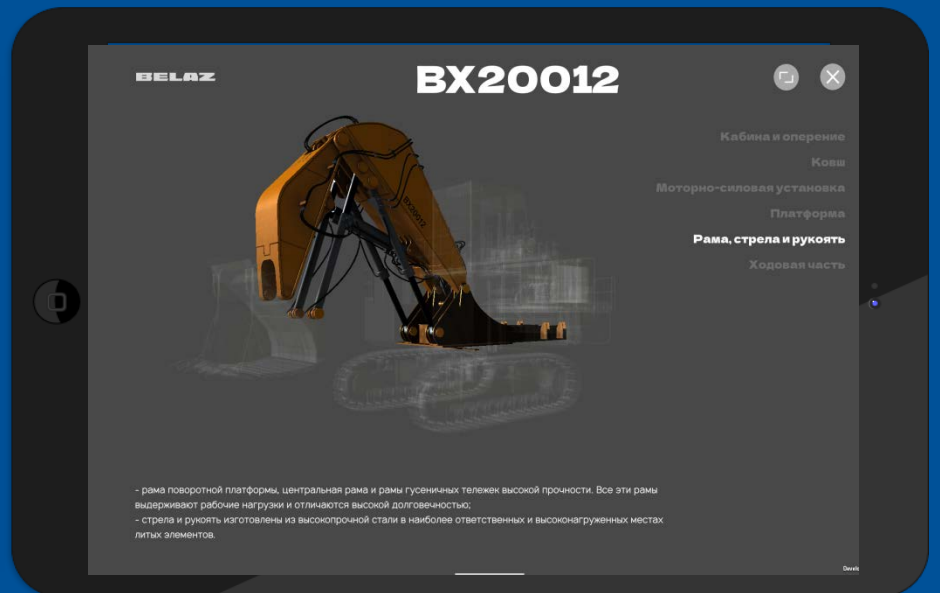 BELAZ
BX20012
Кабина и оперение
Ковш
Моторно-силовая установка
Платформа
Рама, стрела и рукоять
Ходовая часть
BX20012
- рама поворотной платформы, центральная рама и рамы гусеничных тележек высокой прочности. Все эти рамы
выдерживают рабочие нагрузки и отличаются высокой долговечностью;
- стрела и рукоять изготовлены из высокопрочной стали в наиболее ответственных и высоконагруженных местах
литых элементов.